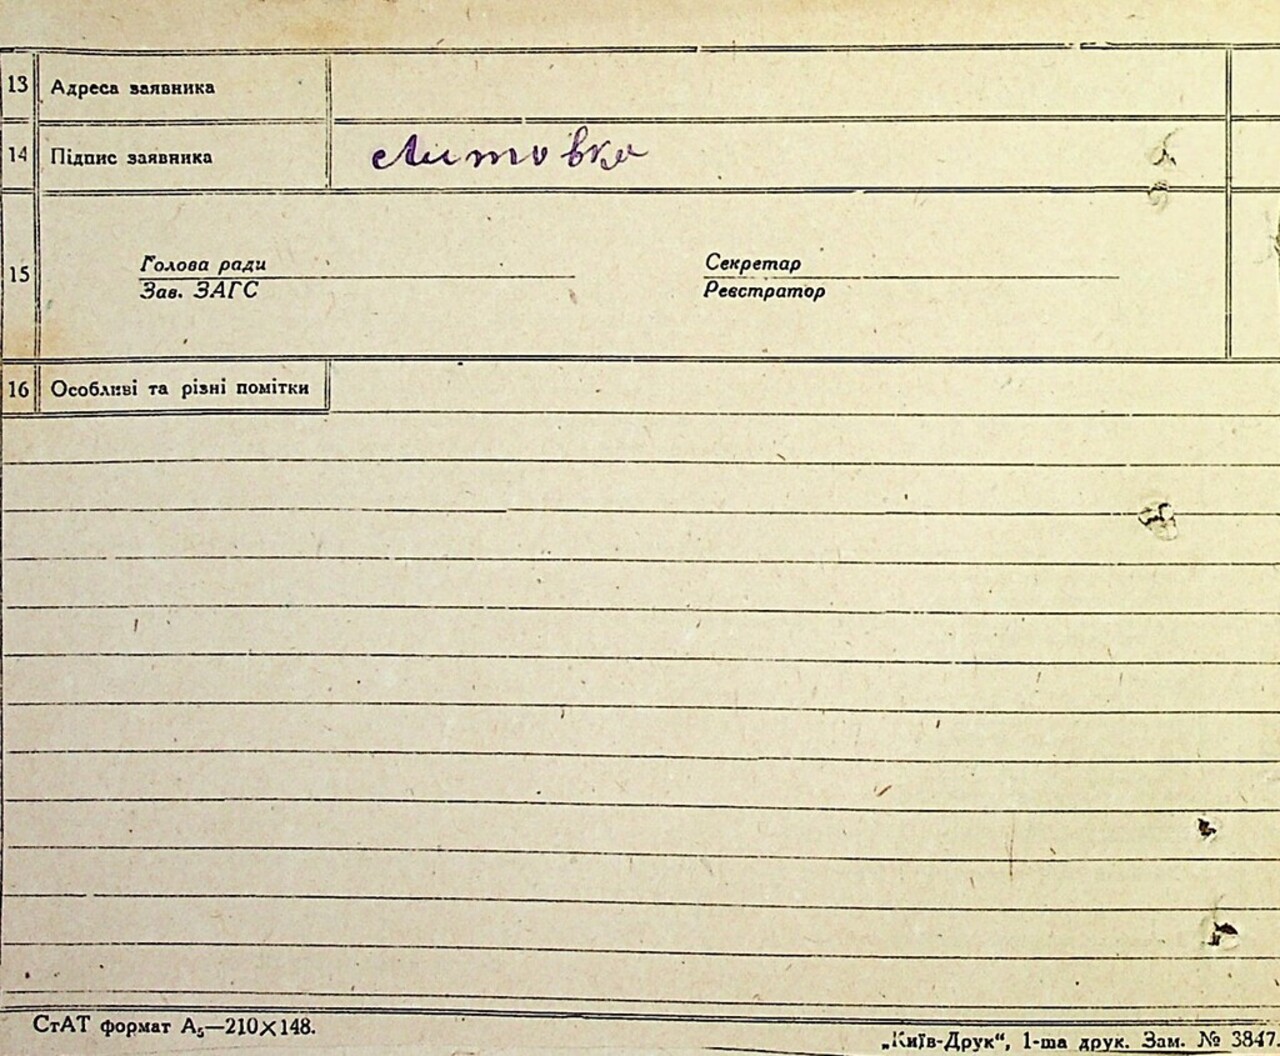 13 Адреса заявника
14 Підпис заявника Литовка
15
Голова ради Секретар
Зав. ЗАГС Реєстратор
16 Особливі та різні помітки
СтАТ формат А₅—210×148.
„Київ-Друк“, 1-ша друк. Зам. № 3847.